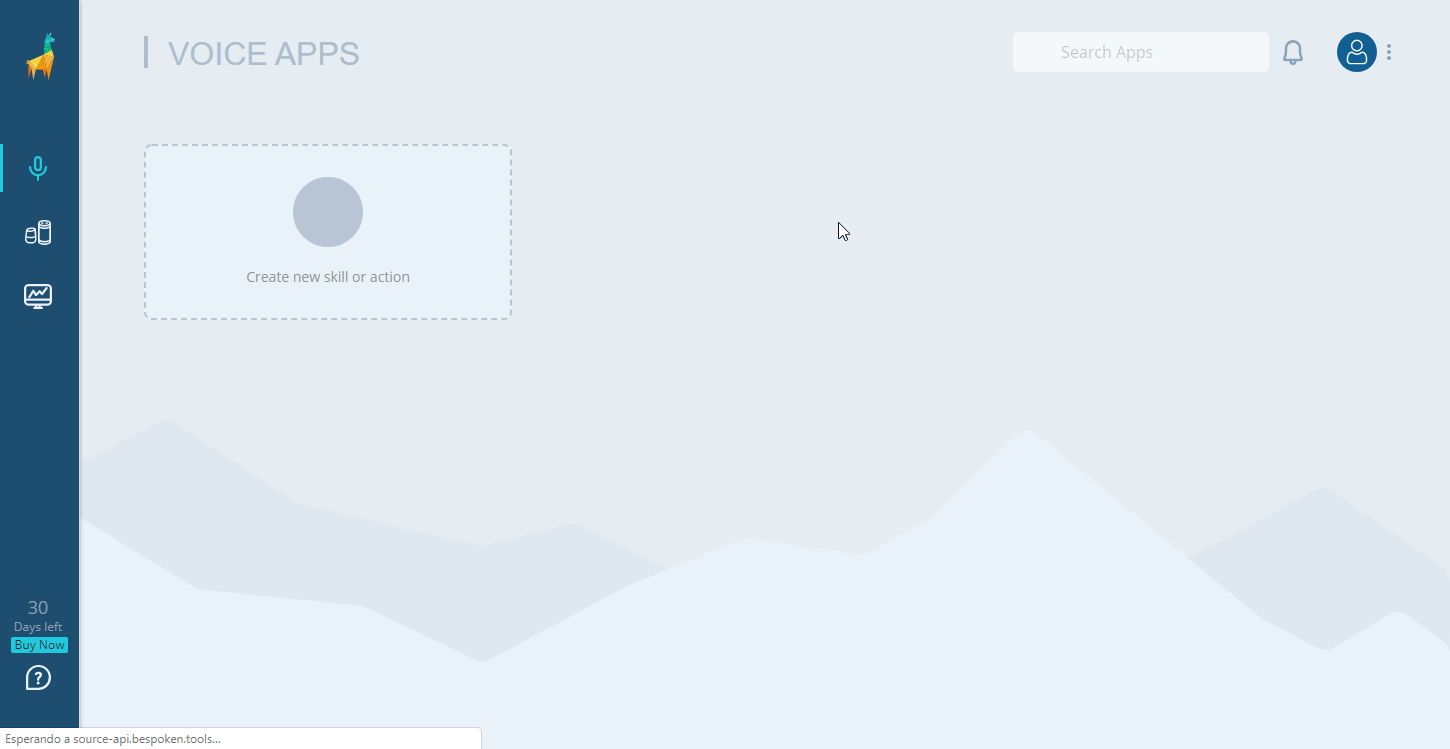 VOICE APPS
Search Apps
Create new skill or action
30
Days left
Buy Now
?
Esperando a source-api.bespoken.tools...